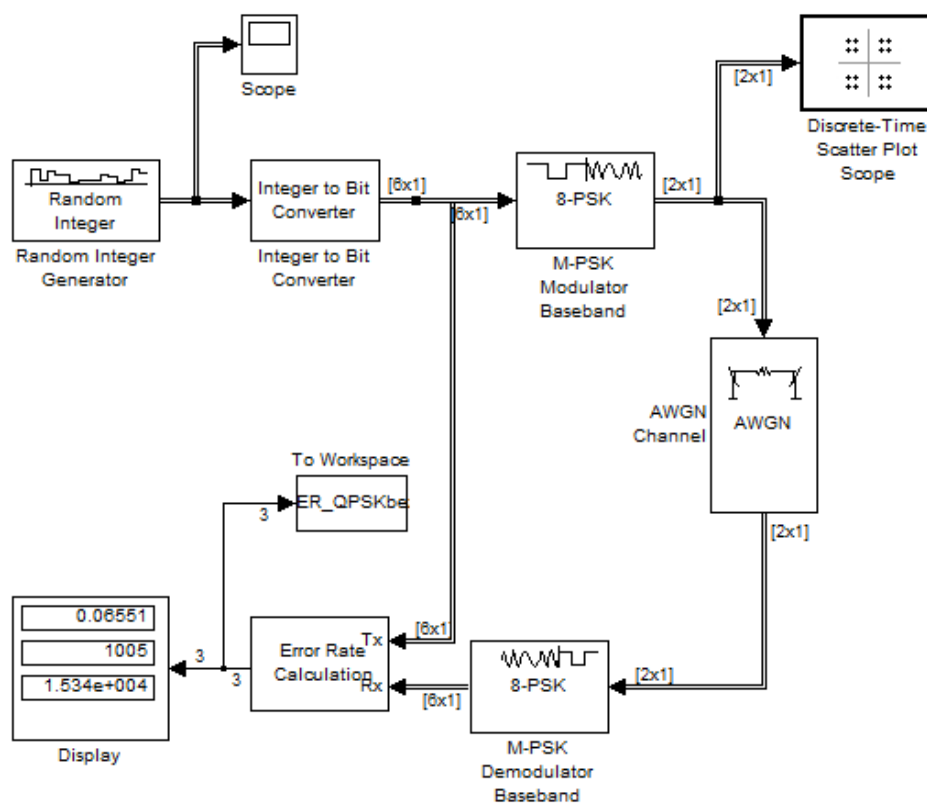 Scope
[2x1]
Discrete-Time
Scatter Plot
Scope
Random
Integer
Random Integer
Generator
Integer to Bit
Converter
Integer to Bit
Converter
[6x1]
[6x1]
8-PSK
M-PSK
Modulator
Baseband
[2x1]
[2x1]
AWGN
Channel
AWGN
[2x1]
To Workspace
3
0.06551
1005
1.534e+004
Display
3
3
Error Rate
Calculation
Tx
Rx
[6x1]
[6x1]
8-PSK
M-PSK
Demodulator
Baseband
[2x1]